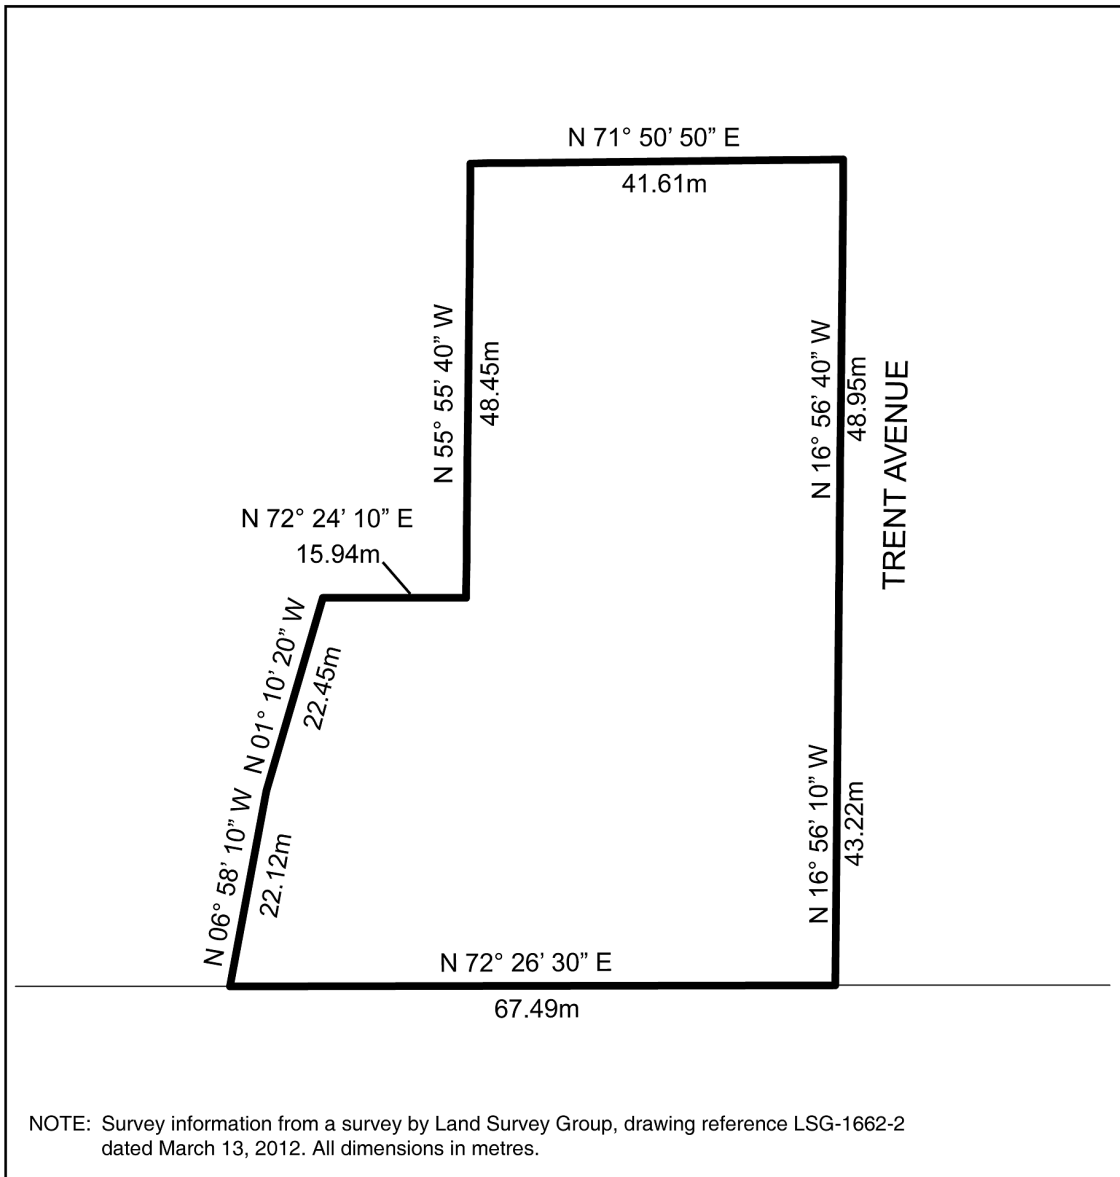 N 71° 50’ 50” E
41.61m
N 55° 55’ 40” W
48.45m
N 16° 56’ 40” W
48.95m
TRENT AVENUE
N 72° 24’ 10” E
15.94m
N 01° 10’ 20” W
22.45m
N 06° 58’ 10” W
22.12m
N 16° 56’ 10” W
43.22m
N 72° 26’ 30” E
67.49m
NOTE: Survey information from a survey by Land Survey Group, drawing reference LSG-1662-2
dated March 13, 2012. All dimensions in metres.